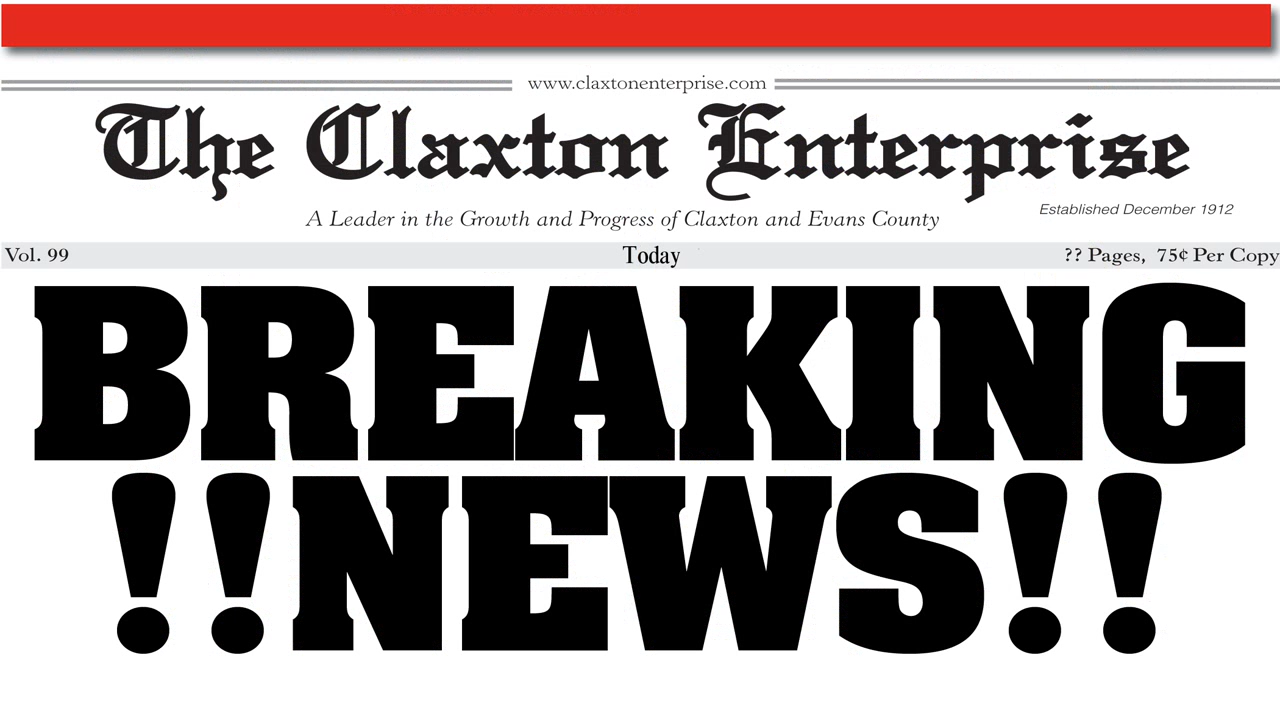 www.claxtonenterprise.com
The Claxton Enterprise
A Leader in the Growth and Progress of Claxton and Evans County
Established December 1912
Vol. 99 Today ?? Pages, 75¢ Per Copy
BREAKING
!!NEWS!!